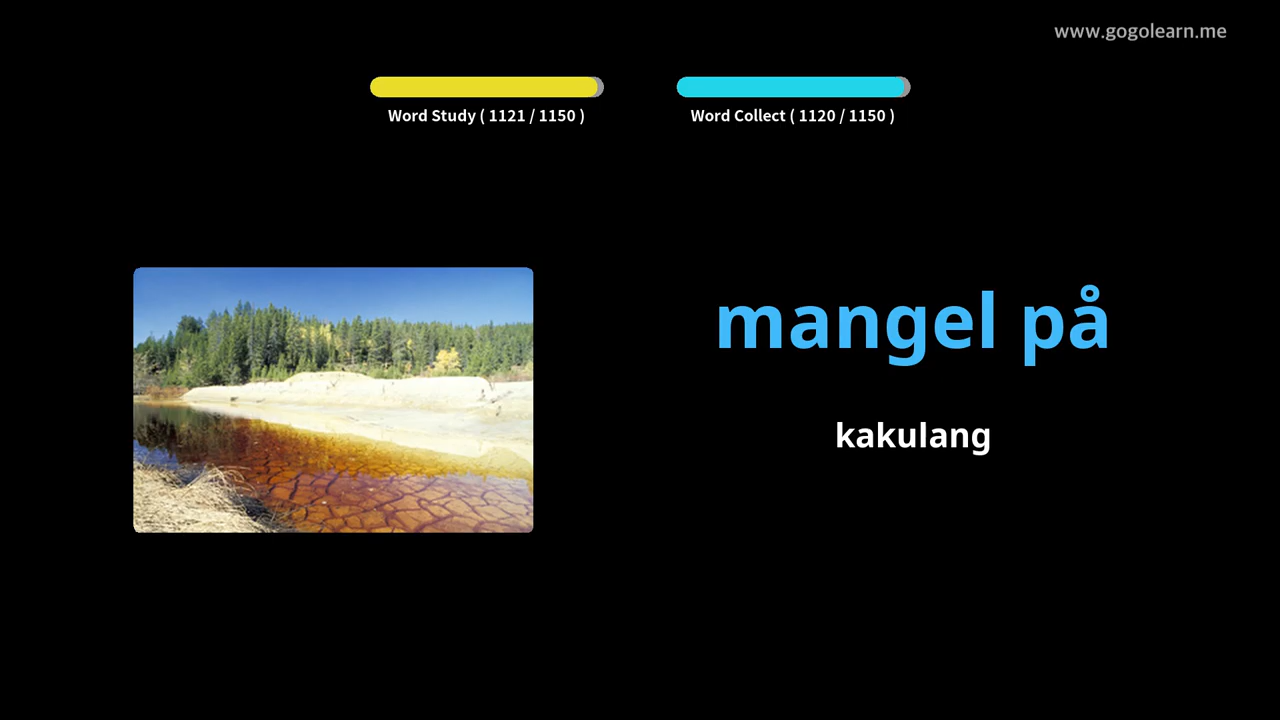 www.gogolearn.me
Word Study ( 1121 / 1150 )
Word Collect ( 1120 / 1150 )
mangel på
kakulang